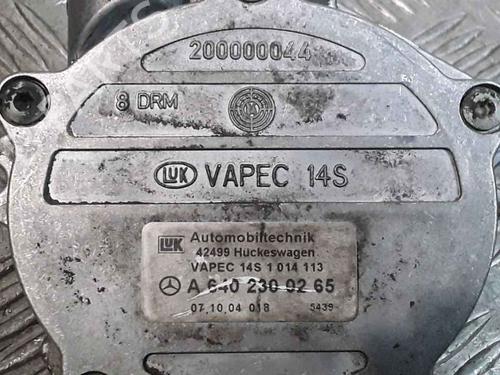 200000044
8 DRM
LUK VAPEC 14S
LUK Automobiltechnik
42499 Hückeswagen
VAPEC 14S 1 014 113
A 640 230 02 65
07.10.04 018 5439